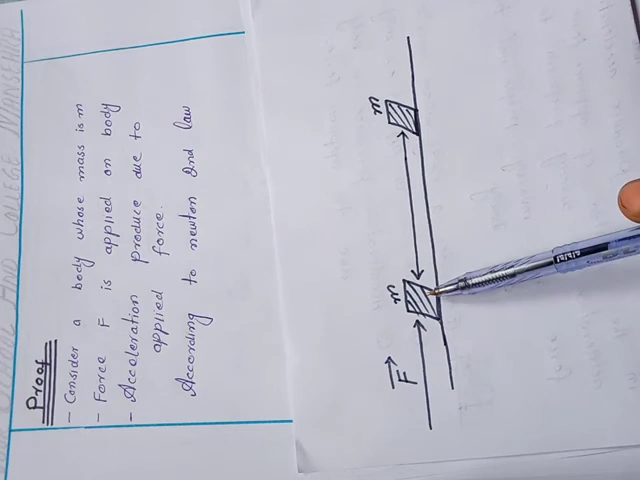 Proof
- Consider a body whose mass is m
- Force F is applied on body
- Acceleration produce due to
applied force.
According to newton 2nd law
F
m
m